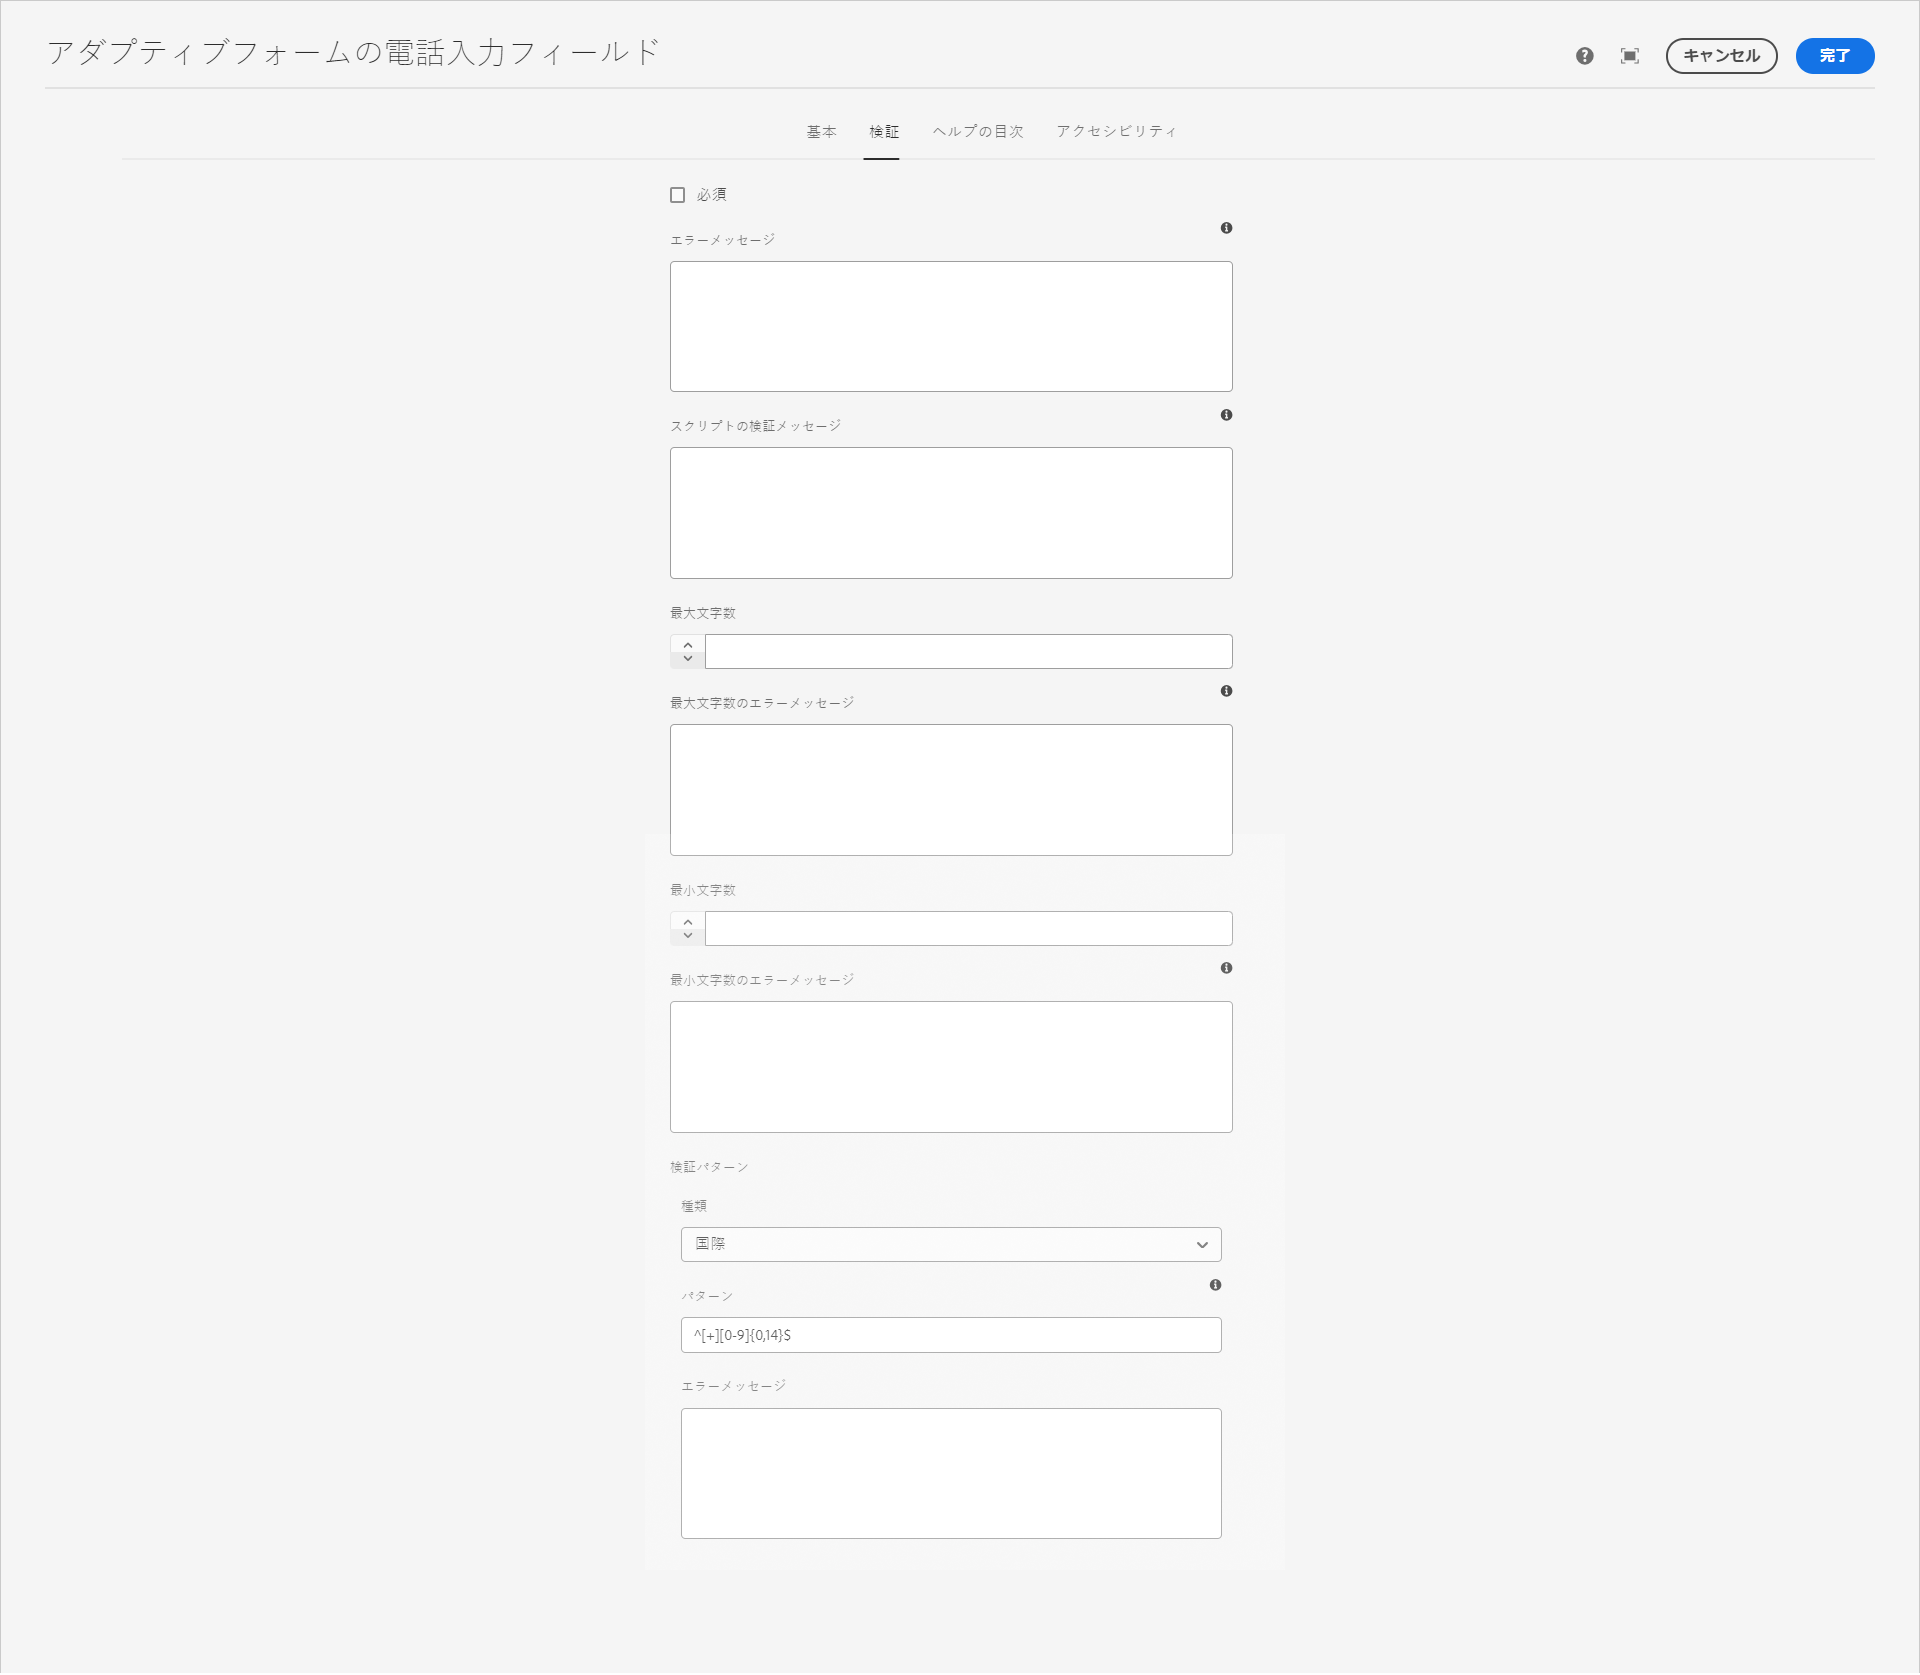 アダプティブフォームの電話入力フィールド
キャンセル
完了
基本
検証
ヘルプの目次
アクセシビリティ
必須
エラーメッセージ
スクリプトの検証メッセージ
最大文字数
最大文字数のエラーメッセージ
最小文字数
最小文字数のエラーメッセージ
検証パターン
種類
国際
パターン
^[+][0-9]{0,14}$
エラーメッセージ